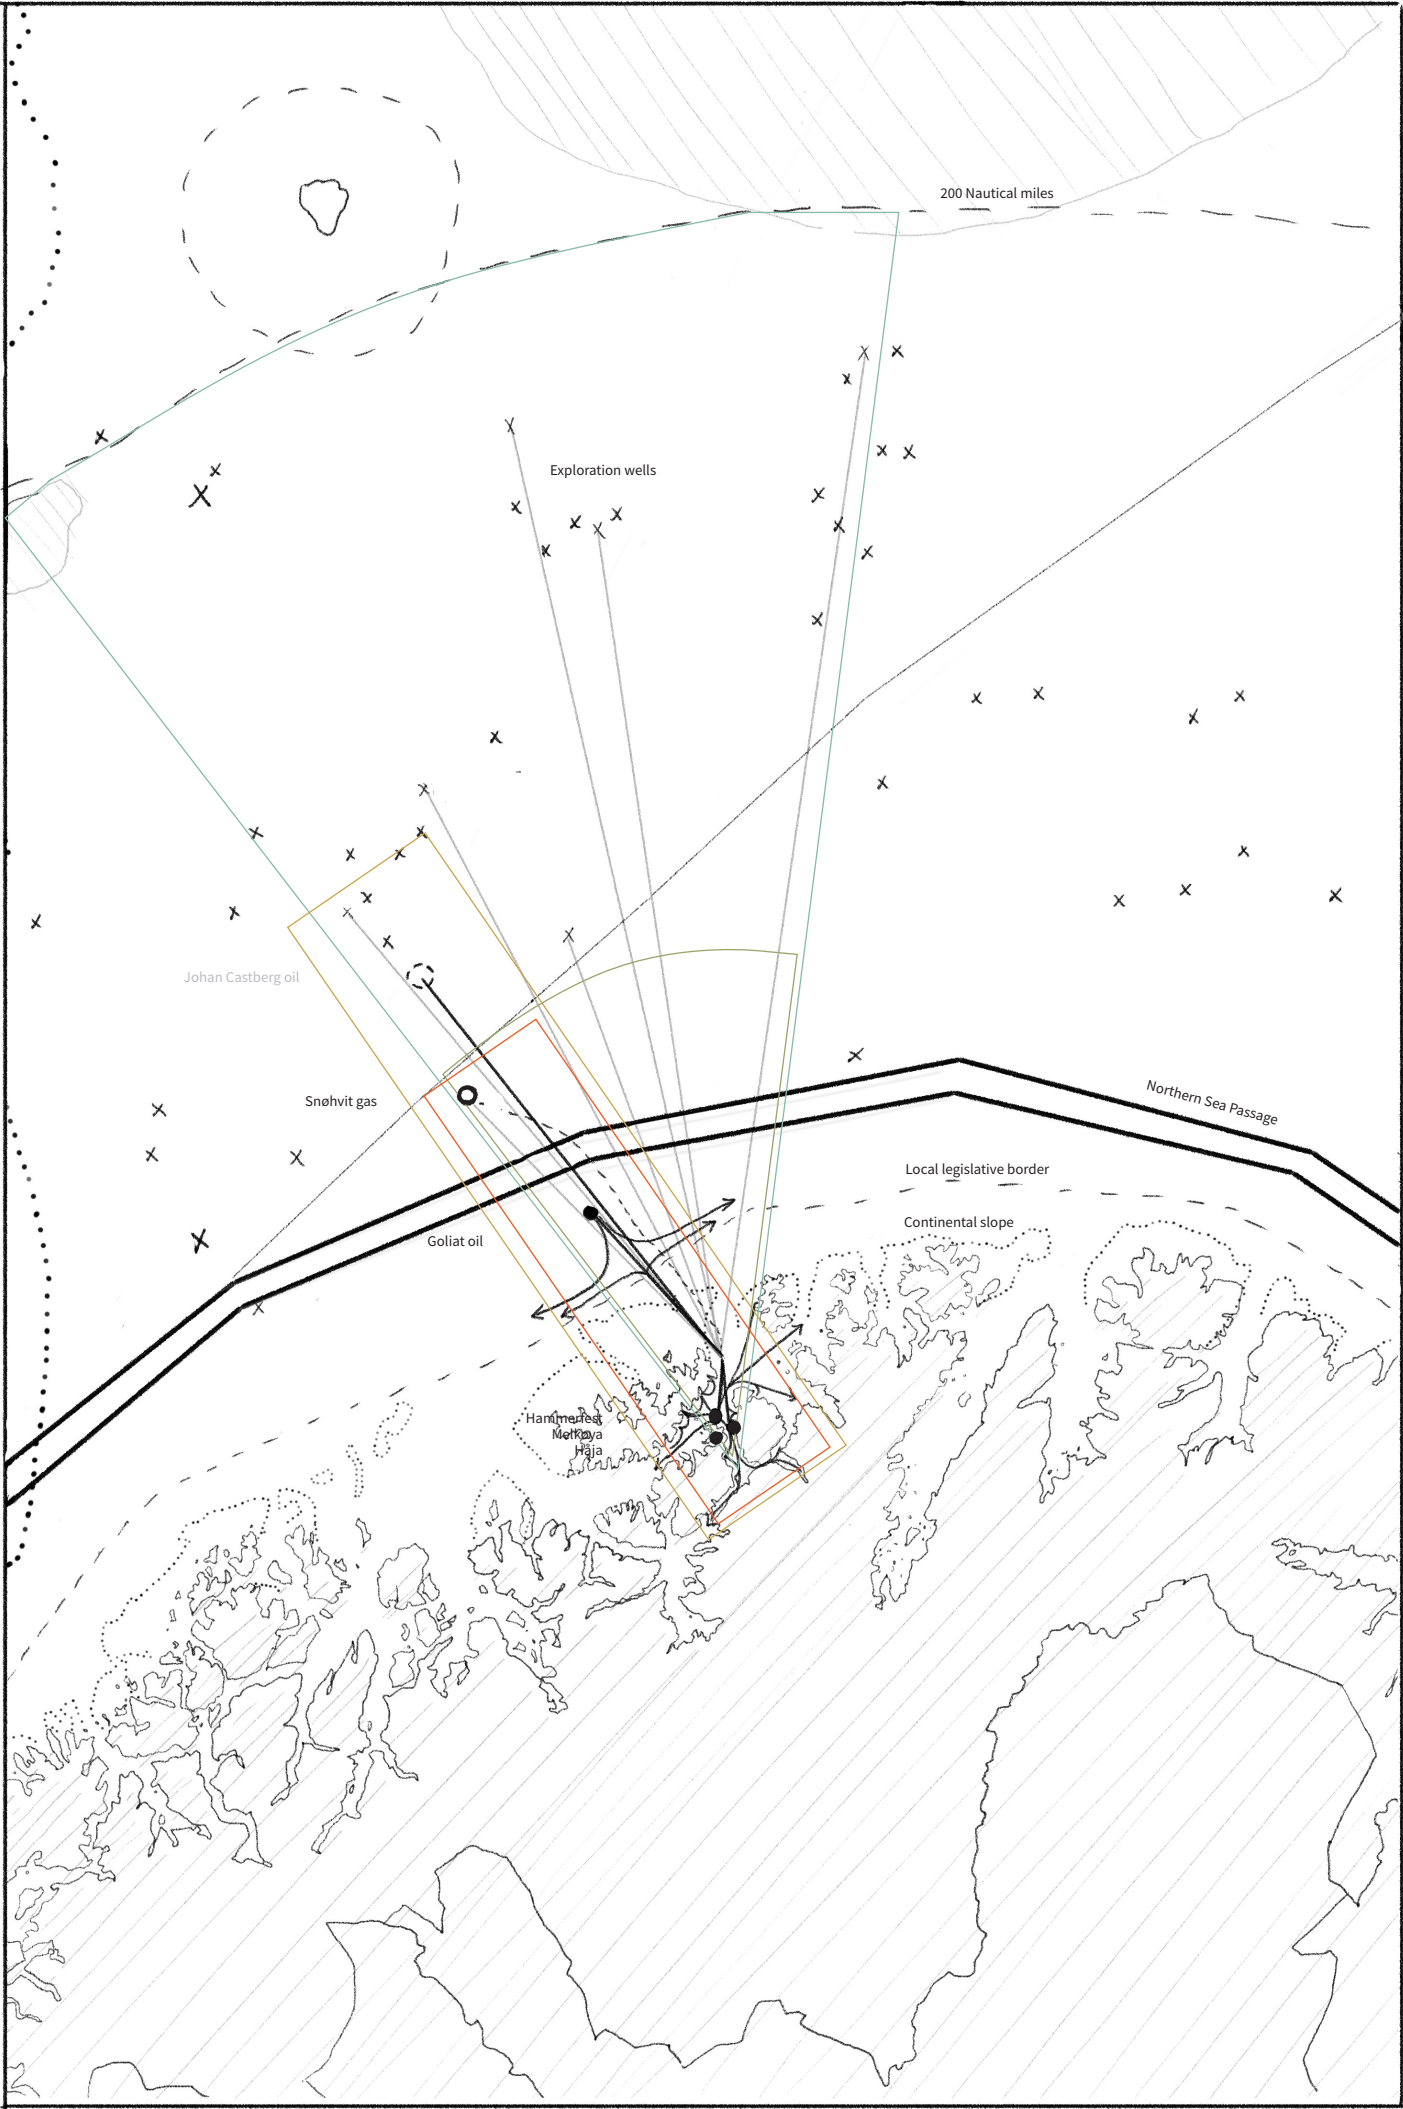 200 Nautical miles
Exploration wells
Johan Castberg oil
Snøhvit gas
Northern Sea Passage
Local legislative border
Continental slope
Goliat oil
Hammerfest
Melkøya
Håja